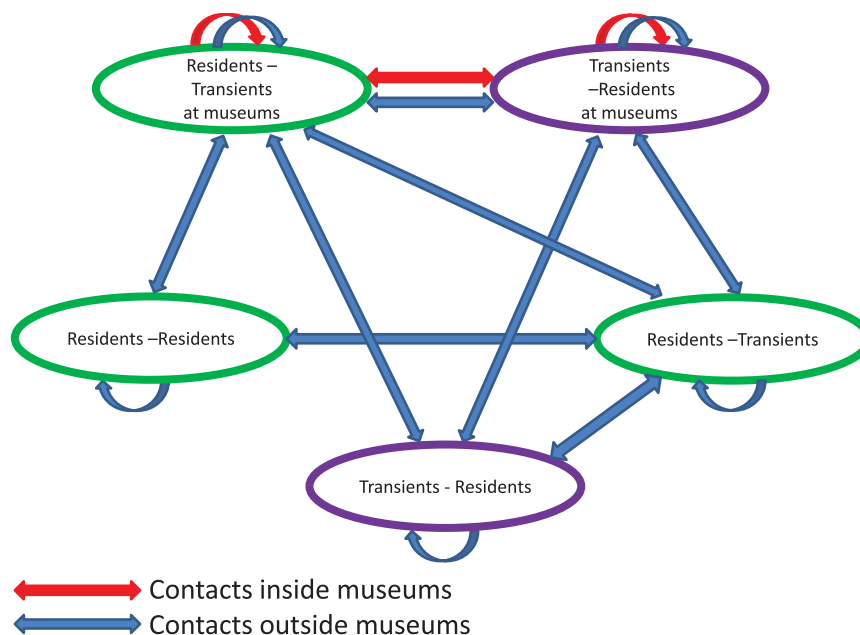 Residents –
Transients
at museums
Transients
–Residents
at museums
Residents –Residents
Residents –Transients
Transients - Residents
Contacts inside museums
Contacts outside museums